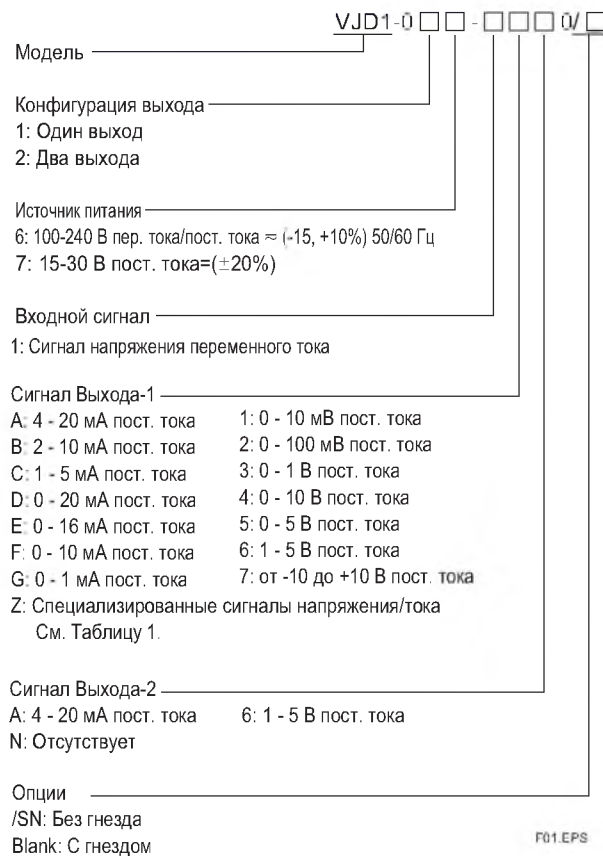 VJD1-0□□-□□□0/□
Модель
Конфигурация выхода
1: Один выход
2: Два выхода
Источник питания
6: 100-240 В пер. тока/пост. тока ≂ (-15, +10%) 50/60 Гц
7: 15-30 В пост. тока=(±20%)
Входной сигнал
1: Сигнал напряжения переменного тока
Сигнал Выхода-1
A: 4 - 20 мА пост. тока 1: 0 - 10 мВ пост. тока
B: 2 - 10 мА пост. тока 2: 0 - 100 мВ пост. тока
C: 1 - 5 мА пост. тока 3: 0 - 1 В пост. тока
D: 0 - 20 мА пост. тока 4: 0 - 10 В пост. тока
E: 0 - 16 мА пост. тока 5: 0 - 5 В пост. тока
F: 0 - 10 мА пост. тока 6: 1 - 5 В пост. тока
G: 0 - 1 мА пост. тока 7: от -10 до +10 В пост. тока
Z: Специализированные сигналы напряжения/тока
См. Таблицу 1.
Сигнал Выхода-2
A: 4 - 20 мА пост. тока 6: 1 - 5 В пост. тока
N: Отсутствует
Опции
/SN: Без гнезда
Blank: С гнездом
F01.EPS